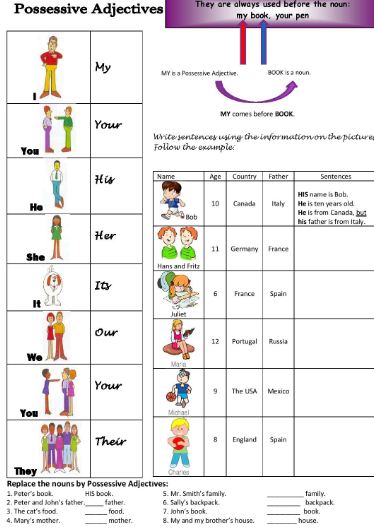 Possessive Adjectives
They are always used before the noun:
my book, your pen
MY is a Possessive Adjective.
BOOK is a noun.
MY comes before BOOK.
I
My
You
Your
He
His
She
Her
It
Its
We
Our
You
Your
They
Their
Write sentences using the information on the picture
Follow the example.
Name Age Country Father Sentences
Bob 10 Canada Italy
HIS name is Bob.
He is ten years old.
He is from Canada, but
his father is from Italy.
Hans and Fritz 11 Germany France
Juliet 6 France Spain
Maria 12 Portugal Russia
Michael 9 The USA Mexico
Charles 8 England Spain
Replace the nouns by Possessive Adjectives:
1. Peter's book. HIS book.
2. Peter and John's father. _____ father.
3. The cat's food. _____ food.
4. Mary's mother. _____ mother.
5. Mr. Smith's family. ________ family.
6. Sally's backpack. ________ backpack.
7. John's book. ________ book.
8. My and my brother's house. ________ house.